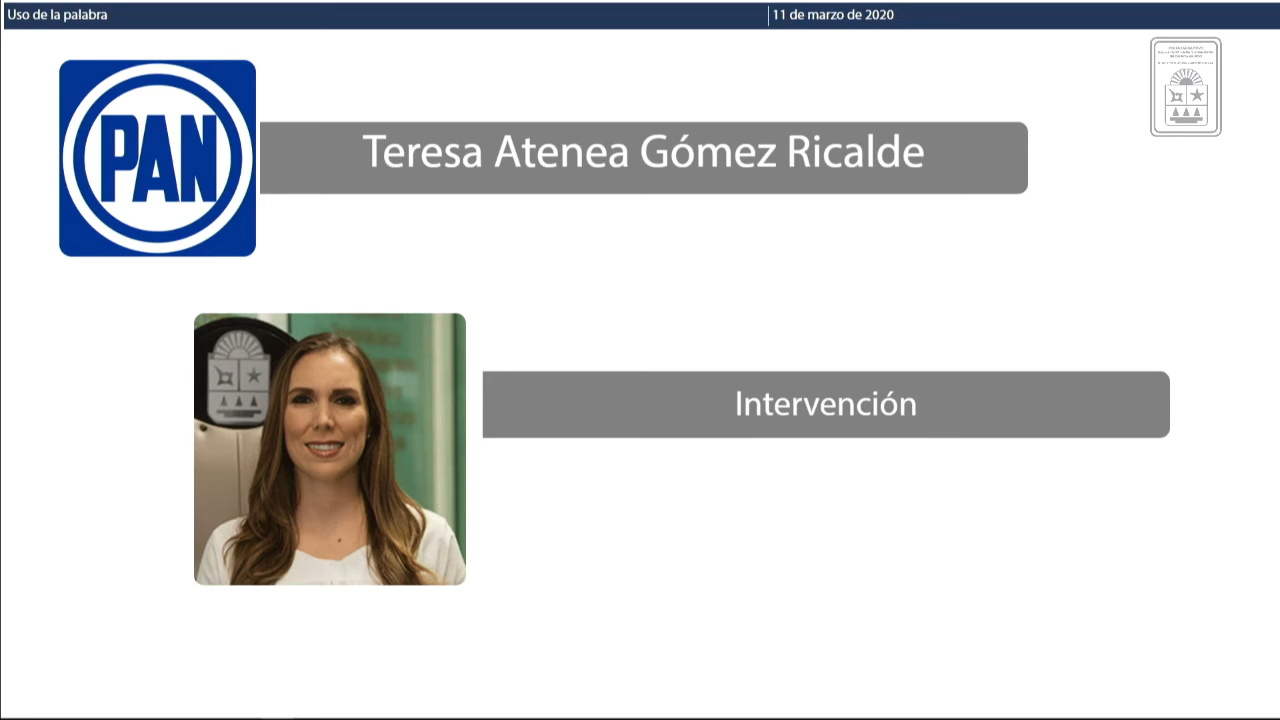 Uso de la palabra
11 de marzo de 2020
PAN
Teresa Atenea Gómez Ricalde
Intervención